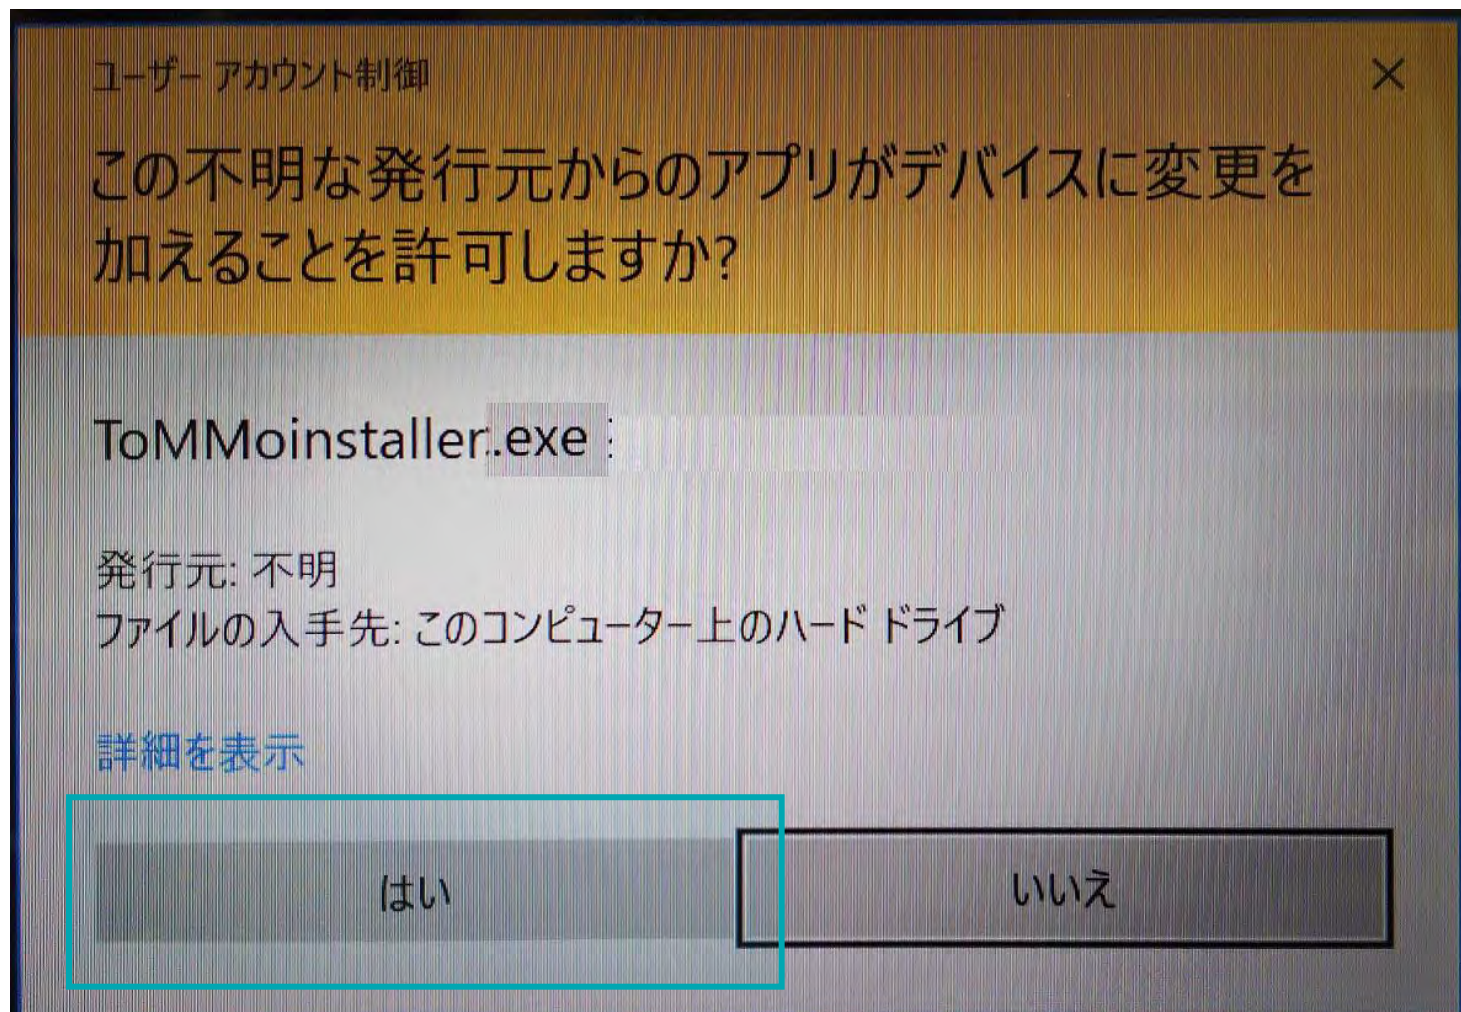 ユーザー アカウント制御
この不明な発行元からのアプリがデバイスに変更を
加えることを許可しますか?
ToMMoinstaller.exe
発行元: 不明
ファイルの入手先: このコンピューター上のハード ドライブ
詳細を表示
はい
いいえ